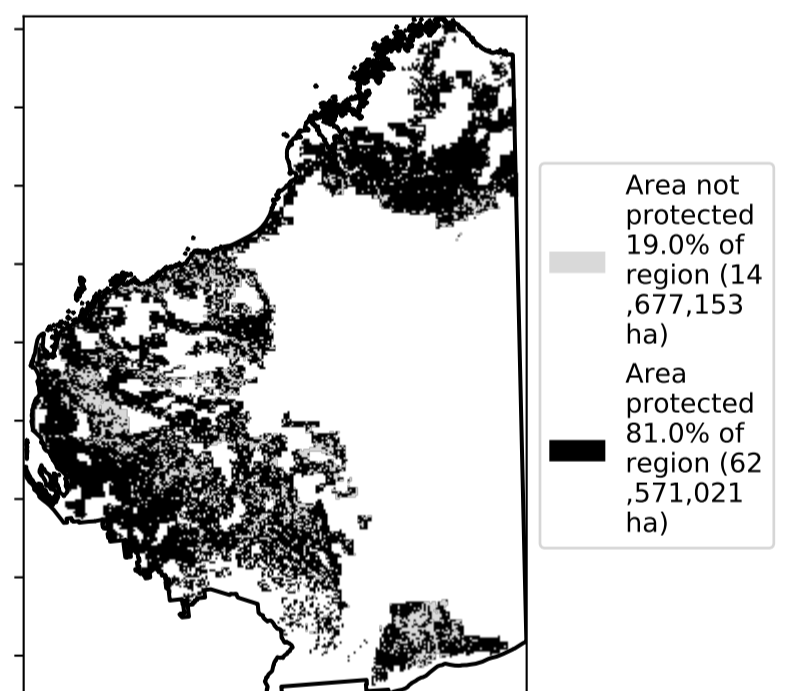 Area not
protected
19.0% of
region (14
,677,153
ha)
Area
protected
81.0% of
region (62
,571,021
ha)